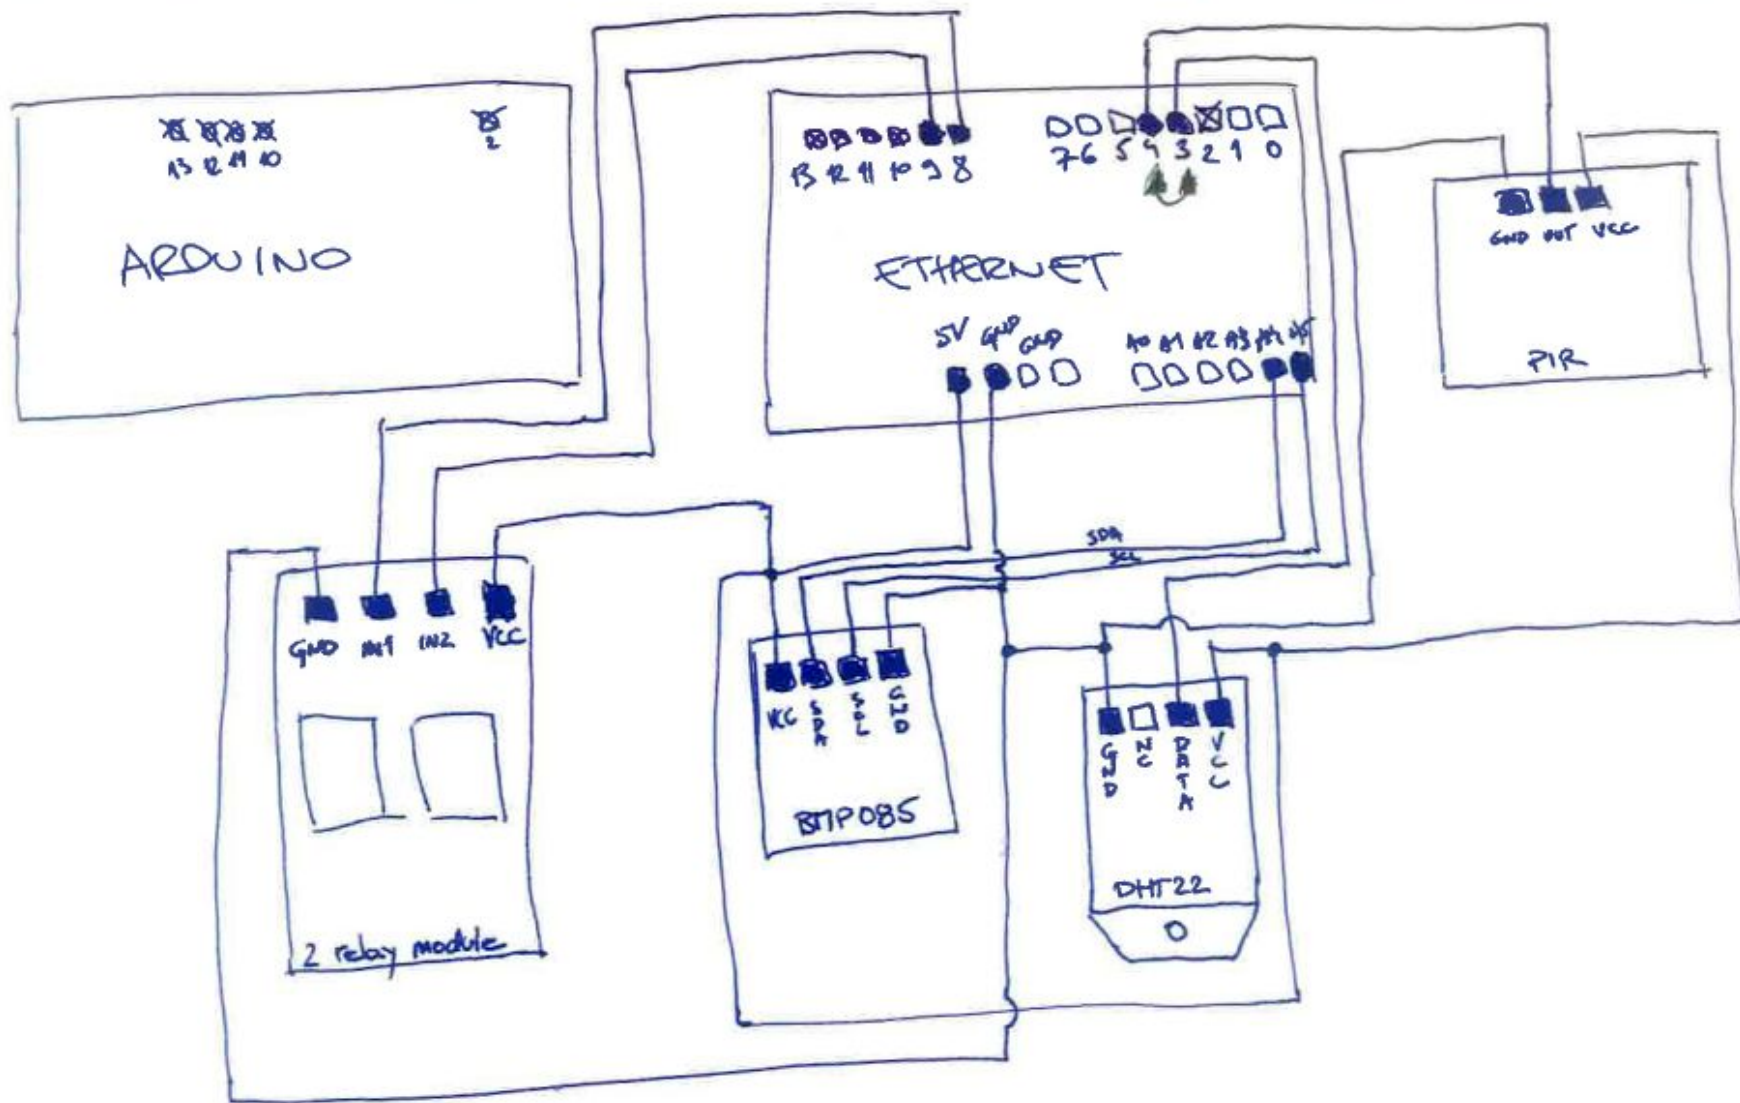 13 12 11 10
2
ARDUINO
13 12 11 10 9 8
7 6 5 4 3 2 1 0
ETHERNET
5V GND GND
A0 A1 A2 A3 A4 A5
GND OUT VCC
PIR
SDA
SCL
GND IN1 IN2 VCC
2 relay module
VCC SDA SCL GND
BMP085
GND NC DATA VCC
DHT22